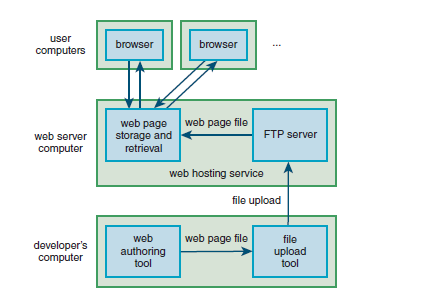 user
computers
browser
browser
...
web server
computer
web page
storage and
retrieval
web page file
FTP server
web hosting service
file upload
developer's
computer
web
authoring
tool
web page file
file
upload
tool